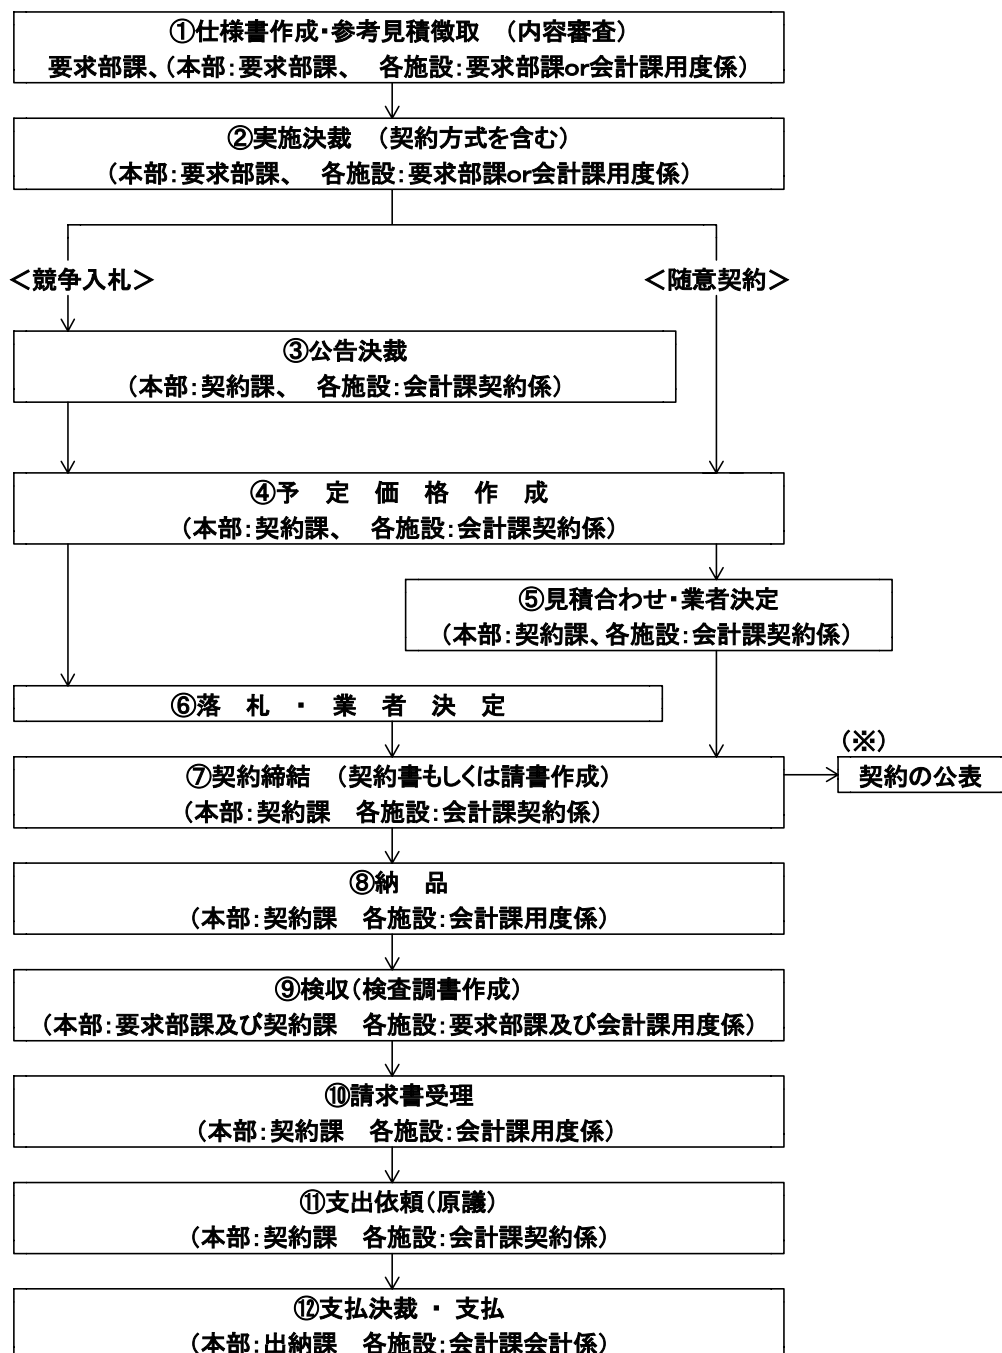 ①仕様書作成・参考見積徴取　（内容審査）
要求部課、（本部：要求部課、　各施設：要求部課or会計課用度係）
②実施決裁　（契約方式を含む）
（本部：要求部課、　各施設：要求部課or会計課用度係）
＜競争入札＞
＜随意契約＞
③公告決裁
（本部：契約課、　各施設：会計課契約係）
④予　定　価　格　作　成
（本部：契約課、　各施設：会計課契約係）
⑤見積合わせ・業者決定
（本部：契約課、各施設：会計課契約係）
⑥落　札　・　業　者　決　定
（※）
⑦契約締結　（契約書もしくは請書作成）
（本部：契約課　各施設：会計課契約係）
契約の公表
⑧納　品
（本部：契約課　各施設：会計課用度係）
⑨検収（検査調書作成）
（本部：要求部課及び契約課　各施設：要求部課及び会計課用度係）
⑩請求書受理
（本部：契約課　各施設：会計課用度係）
⑪支出依頼（原議）
（本部：契約課　各施設：会計課契約係）
⑫支払決裁　・　支払
（本部：出納課　各施設：会計課会計係）